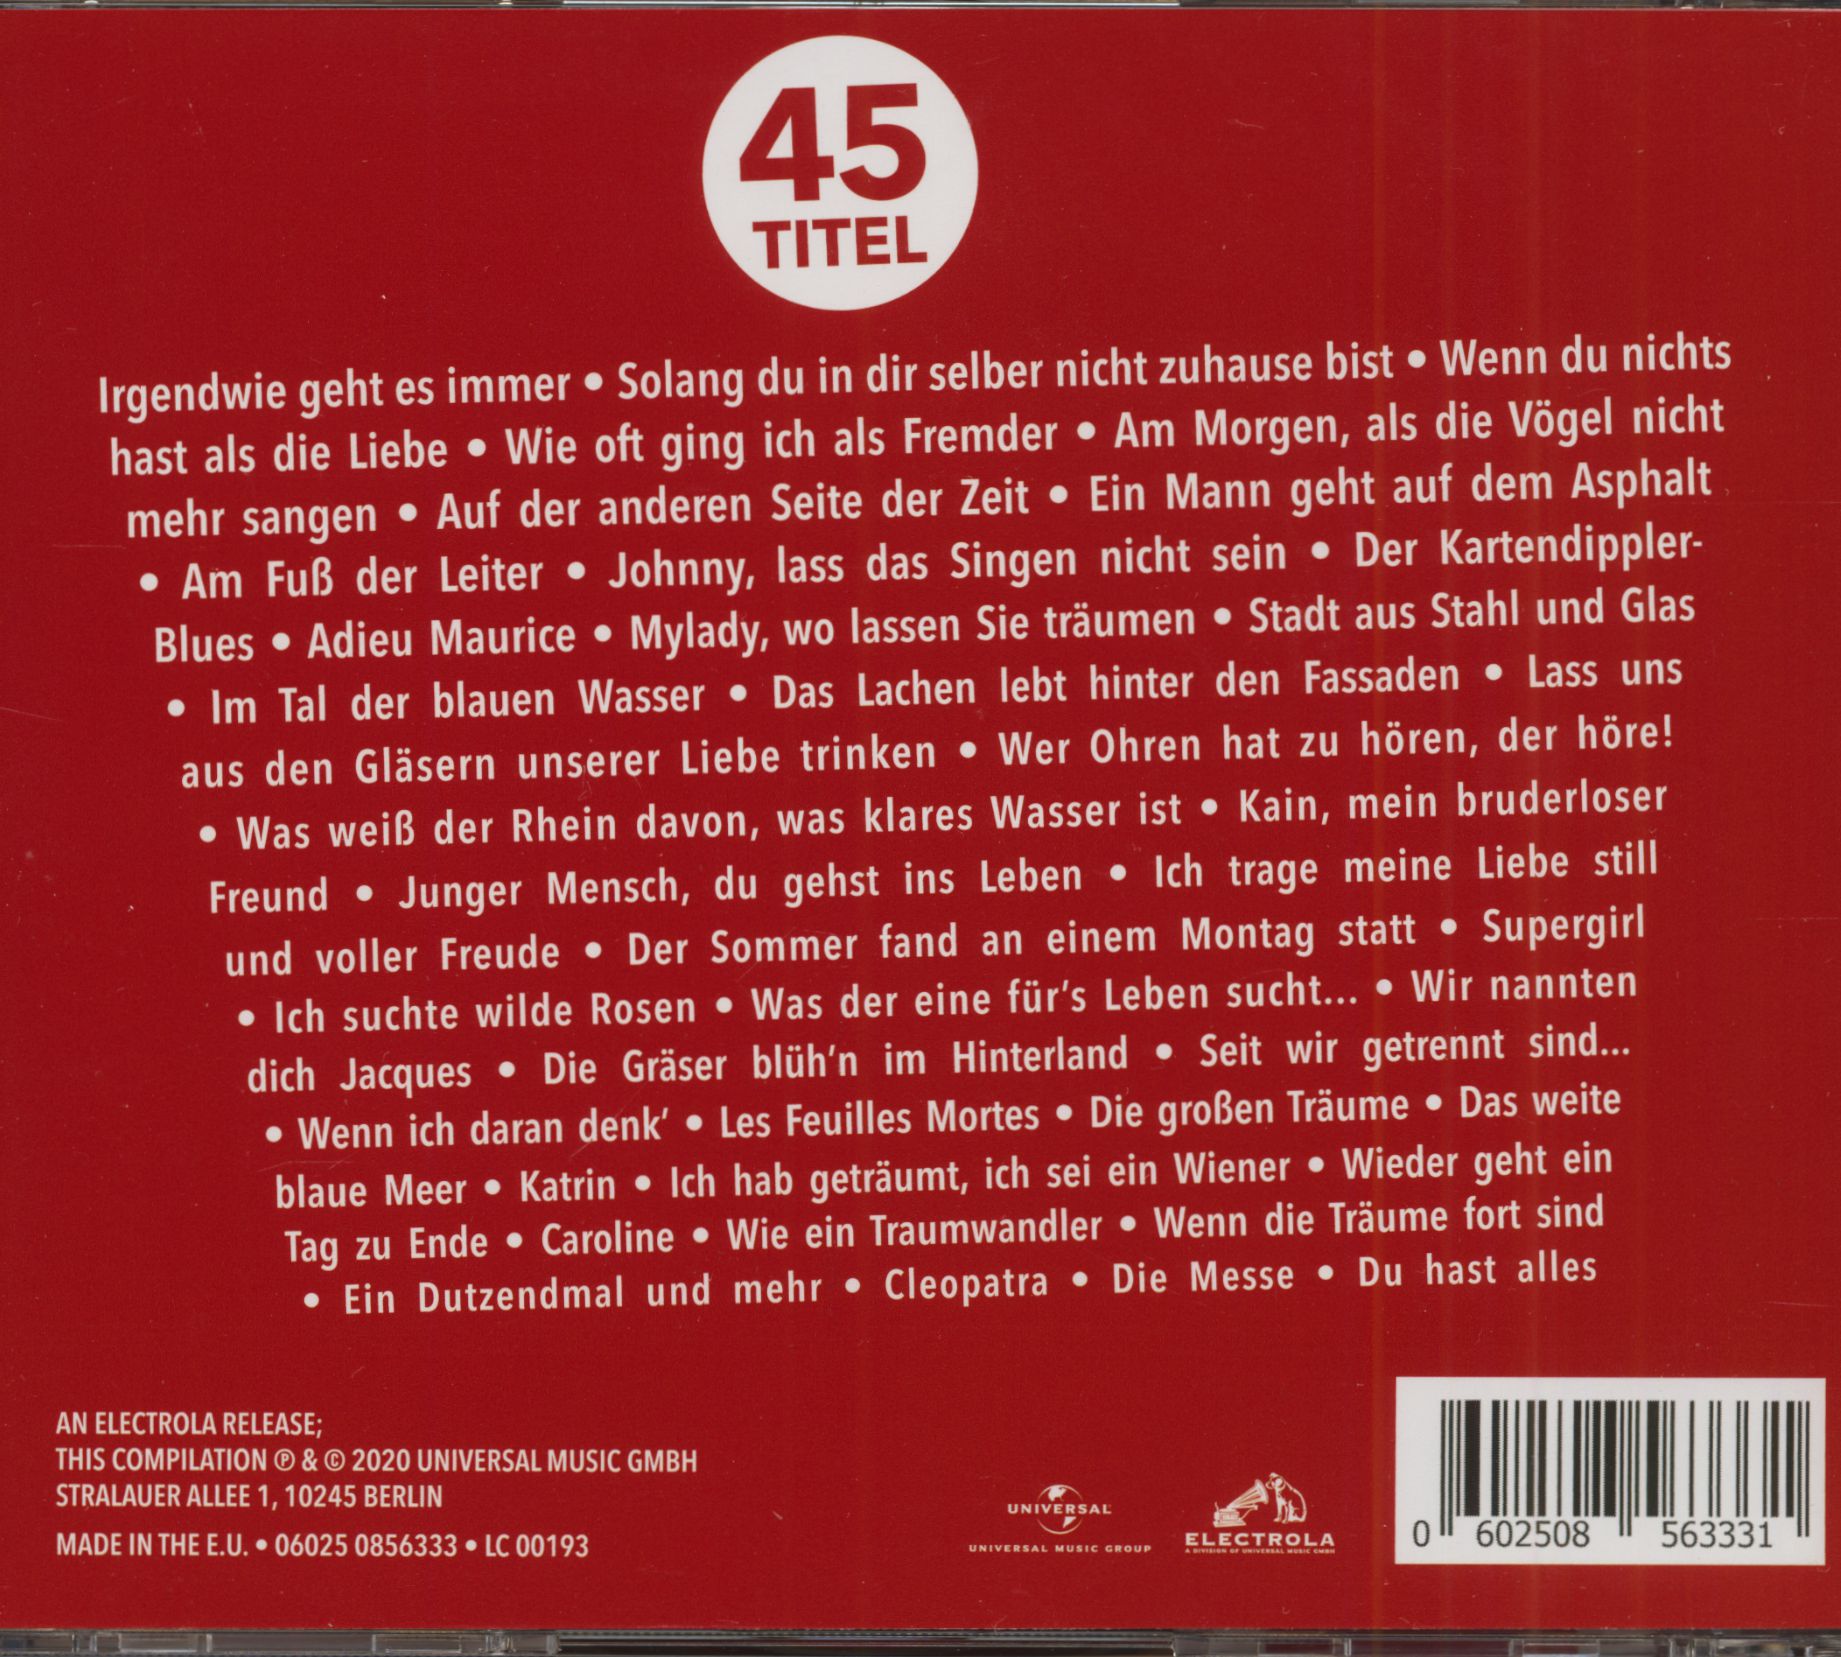 45
TITEL
Irgendwie geht es immer • Solang du in dir selber nicht zuhause bist • Wenn du nichts
hast als die Liebe • Wie oft ging ich als Fremder • Am Morgen, als die Vögel nicht
mehr sangen • Auf der anderen Seite der Zeit • Ein Mann geht auf dem Asphalt
• Am Fuß der Leiter • Johnny, lass das Singen nicht sein • Der Kartendippler-
Blues • Adieu Maurice • Mylady, wo lassen Sie träumen • Stadt aus Stahl und Glas
• Im Tal der blauen Wasser • Das Lachen lebt hinter den Fassaden • Lass uns
aus den Gläsern unserer Liebe trinken • Wer Ohren hat zu hören, der höre!
• Was weiß der Rhein davon, was klares Wasser ist • Kain, mein bruderloser
Freund • Junger Mensch, du gehst ins Leben • Ich trage meine Liebe still
und voller Freude • Der Sommer fand an einem Montag statt • Supergirl
• Ich suchte wilde Rosen • Was der eine für's Leben sucht... • Wir nannten
dich Jacques • Die Gräser blüh'n im Hinterland • Seit wir getrennt sind...
• Wenn ich daran denk' • Les Feuilles Mortes • Die großen Träume • Das weite
blaue Meer • Katrin • Ich hab geträumt, ich sei ein Wiener • Wieder geht ein
Tag zu Ende • Caroline • Wie ein Traumwandler • Wenn die Träume fort sind
• Ein Dutzendmal und mehr • Cleopatra • Die Messe • Du hast alles
AN ELECTROLA RELEASE;
THIS COMPILATION ℗ & © 2020 UNIVERSAL MUSIC GMBH
STRALAUER ALLEE 1, 10245 BERLIN
MADE IN THE E.U. • 06025 0856333 • LC 00193
UNIVERSAL
UNIVERSAL MUSIC GROUP
ELECTROLA
A DIVISION OF UNIVERSAL MUSIC GMBH
0 602508 563331